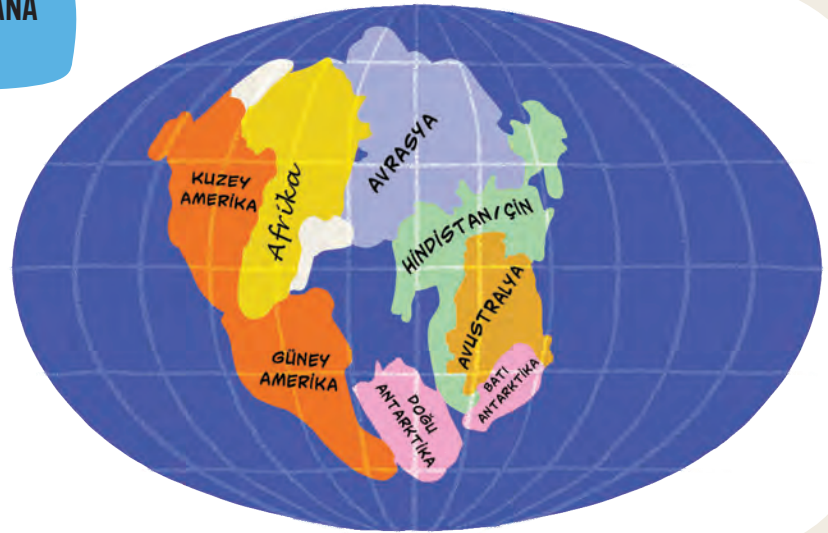 ANA
AVRASYA
KUZEY
AMERİKA
Afrika
HİNDİSTAN/ÇİN
AVUSTRALYA
GÜNEY
AMERİKA
DOĞU
ANTARKTİKA
BATI
ANTARKTİKA